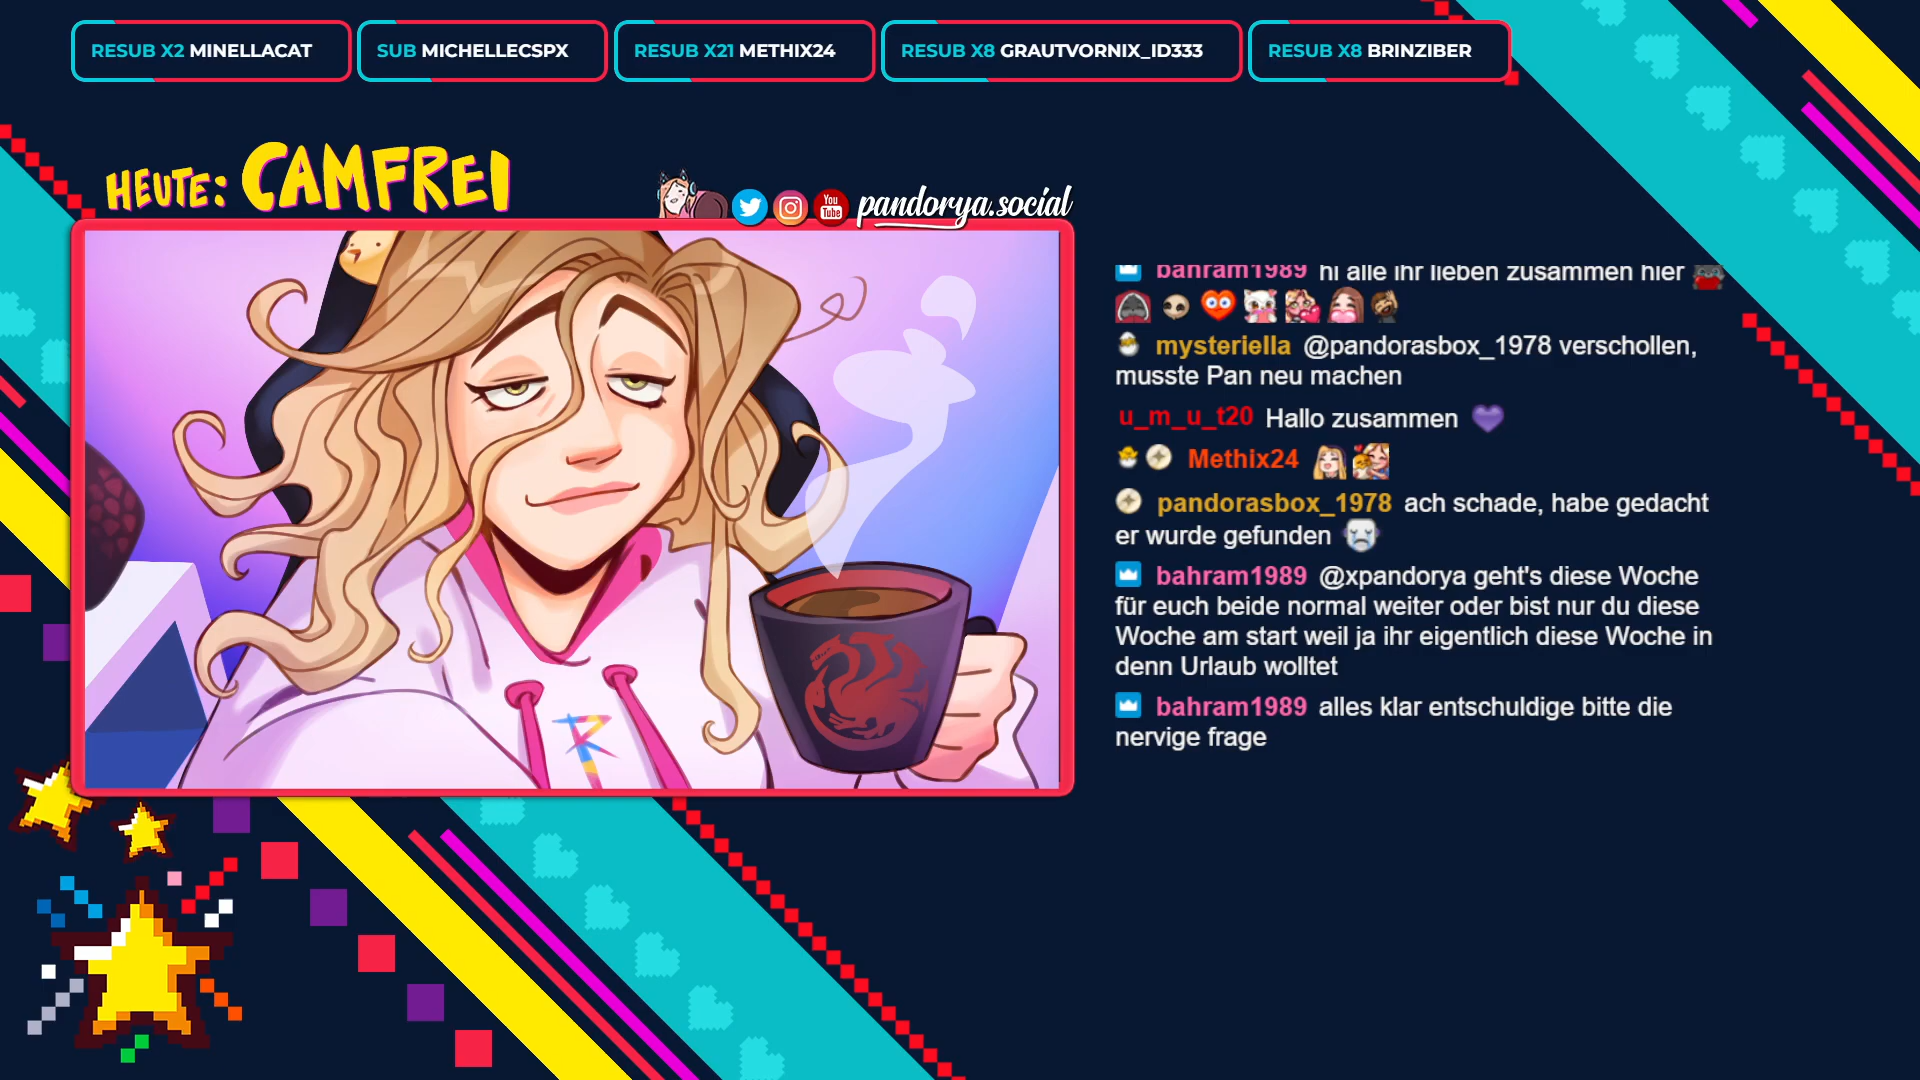 RESUB X2 MINELLACAT
SUB MICHELLECSPX
RESUB X21 METHIX24
RESUB X8 GRAUTVORNIX_ID333
RESUB X8 BRINZIBER
HEUTE: CAMFREI
You Tube pandorya.social
bahram1989 hi alle ihr lieben zusammen hier
mysteriella @pandorasbox_1978 verschollen,
musste Pan neu machen
u_m_u_t20 Hallo zusammen
Methix24
pandorasbox_1978 ach schade, habe gedacht
er wurde gefunden
bahram1989 @xpandorya geht's diese Woche
für euch beide normal weiter oder bist nur du diese
Woche am start weil ja ihr eigentlich diese Woche in
denn Urlaub wolltet
bahram1989 alles klar entschuldige bitte die
nervige frage
R